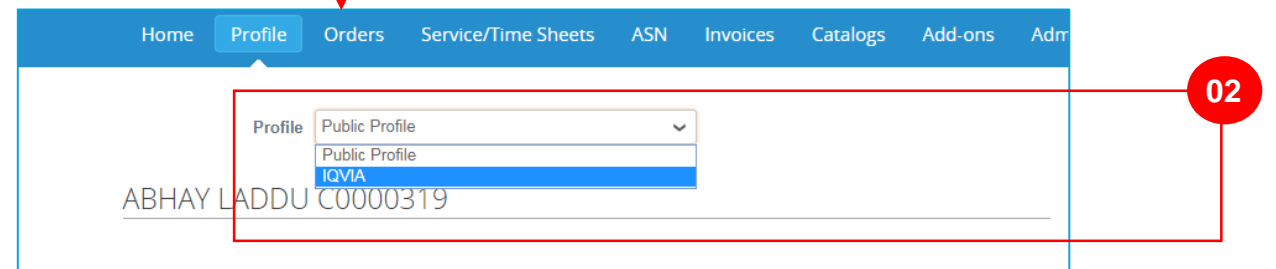 Home Profile Orders Service/Time Sheets ASN Invoices Catalogs Add-ons Adm
02
Profile Public Profile
Public Profile
IQVIA
ABHAY LADDU C0000319